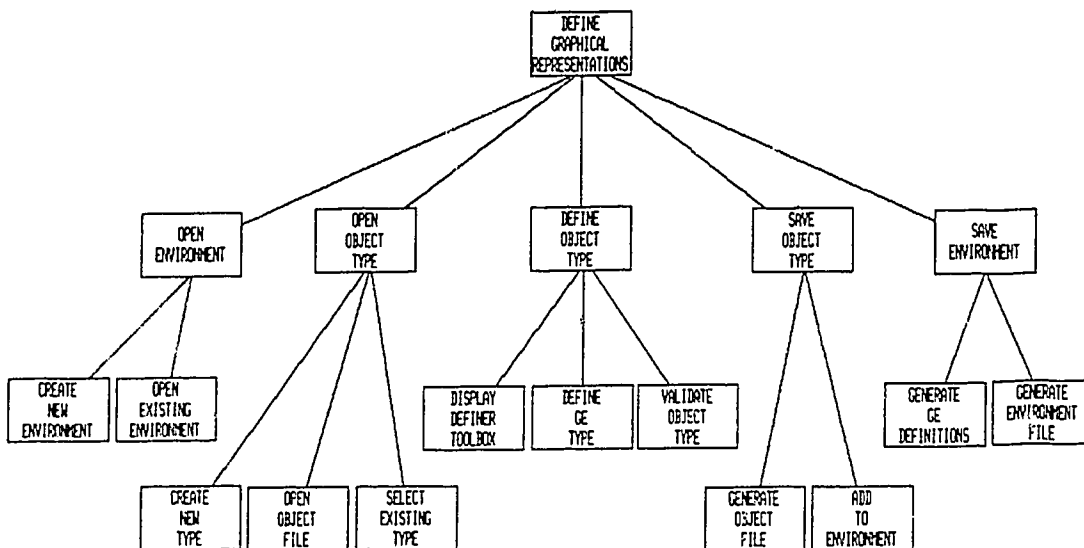 DEFINE
GRAPHICAL
REPRESENTATIONS
OPEN
ENVIRONMENT
OPEN
OBJECT
TYPE
DEFINE
OBJECT
TYPE
SAVE
OBJECT
TYPE
SAVE
ENVIRONMENT
CREATE
NEW
ENVIRONMENT
OPEN
EXISTING
ENVIRONMENT
DISPLAY
DEFINER
TOOLBOX
DEFINE
GE
TYPE
VALIDATE
OBJECT
TYPE
GENERATE
GE
DEFINITIONS
GENERATE
ENVIRONMENT
FILE
CREATE
NEW
TYPE
OPEN
OBJECT
FILE
SELECT
EXISTING
TYPE
GENERATE
OBJECT
FILE
ADD
TO
ENVIRONMENT